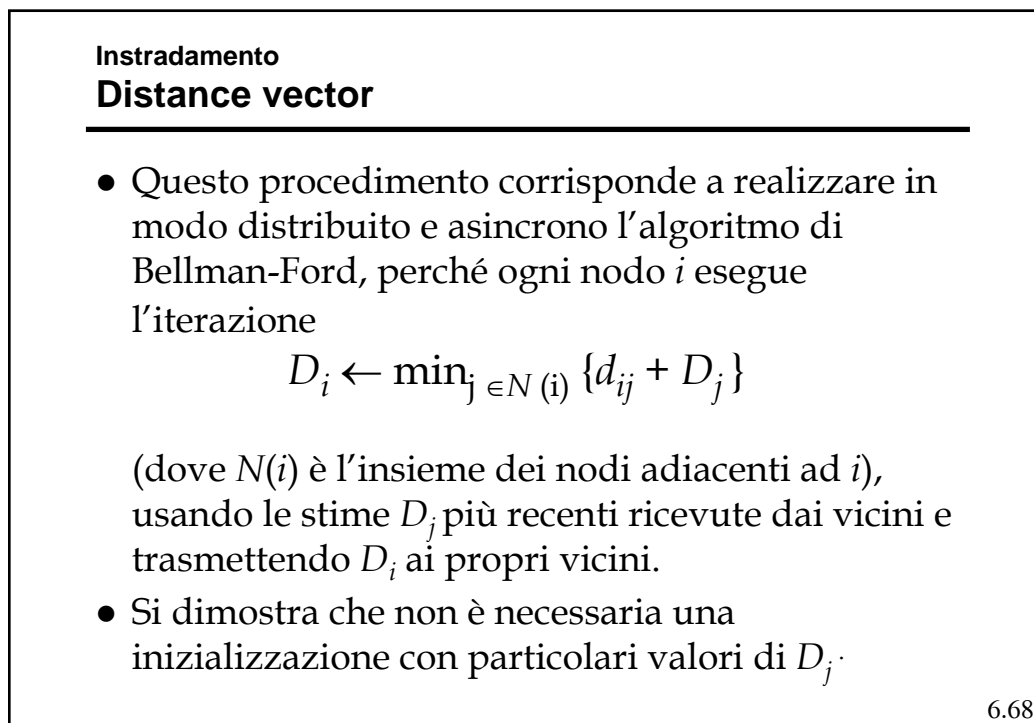 Instradamento
Distance vector
● Questo procedimento corrisponde a realizzare in
modo distribuito e asincrono l'algoritmo di
Bellman-Ford, perché ogni nodo i esegue
l'iterazione
D_i ← min_{j ∈N (i)} {d_{ij} + D_j}
(dove N(i) è l'insieme dei nodi adiacenti ad i),
usando le stime D_j più recenti ricevute dai vicini e
trasmettendo D_i ai propri vicini.
● Si dimostra che non è necessaria una
inizializzazione con particolari valori di D_j.
6.68